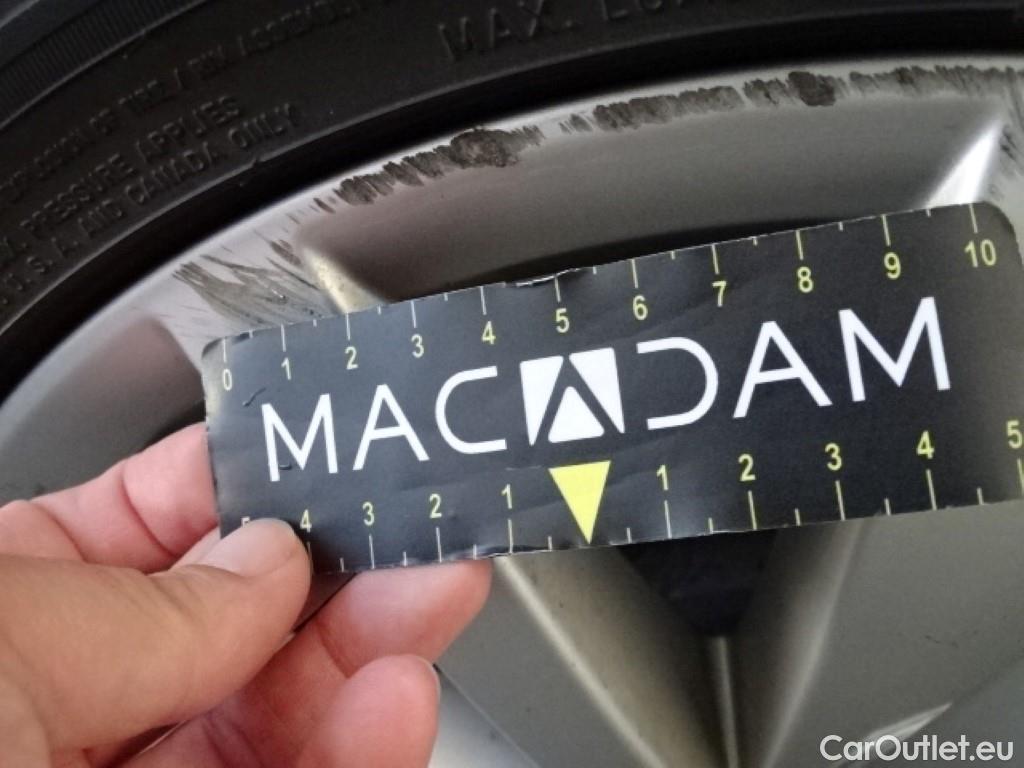 MAX.
PRESSURE APPLIES
U.S.A. AND CANADA ONLY
0 1 2 3 4 5 6 7 8 9 10
MACADAM
5 4 3 2 1 1 2 3 4 5
CarOutlet.eu